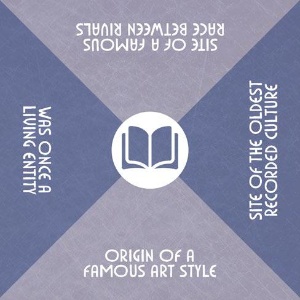 SITE OF A FAMOUS
RACE BETWEEN RIVALS
WAS ONCE A
LIVING ENTITY
SITE OF THE OLDEST
RECORDED CULTURE
ORIGIN OF A
FAMOUS ART STYLE